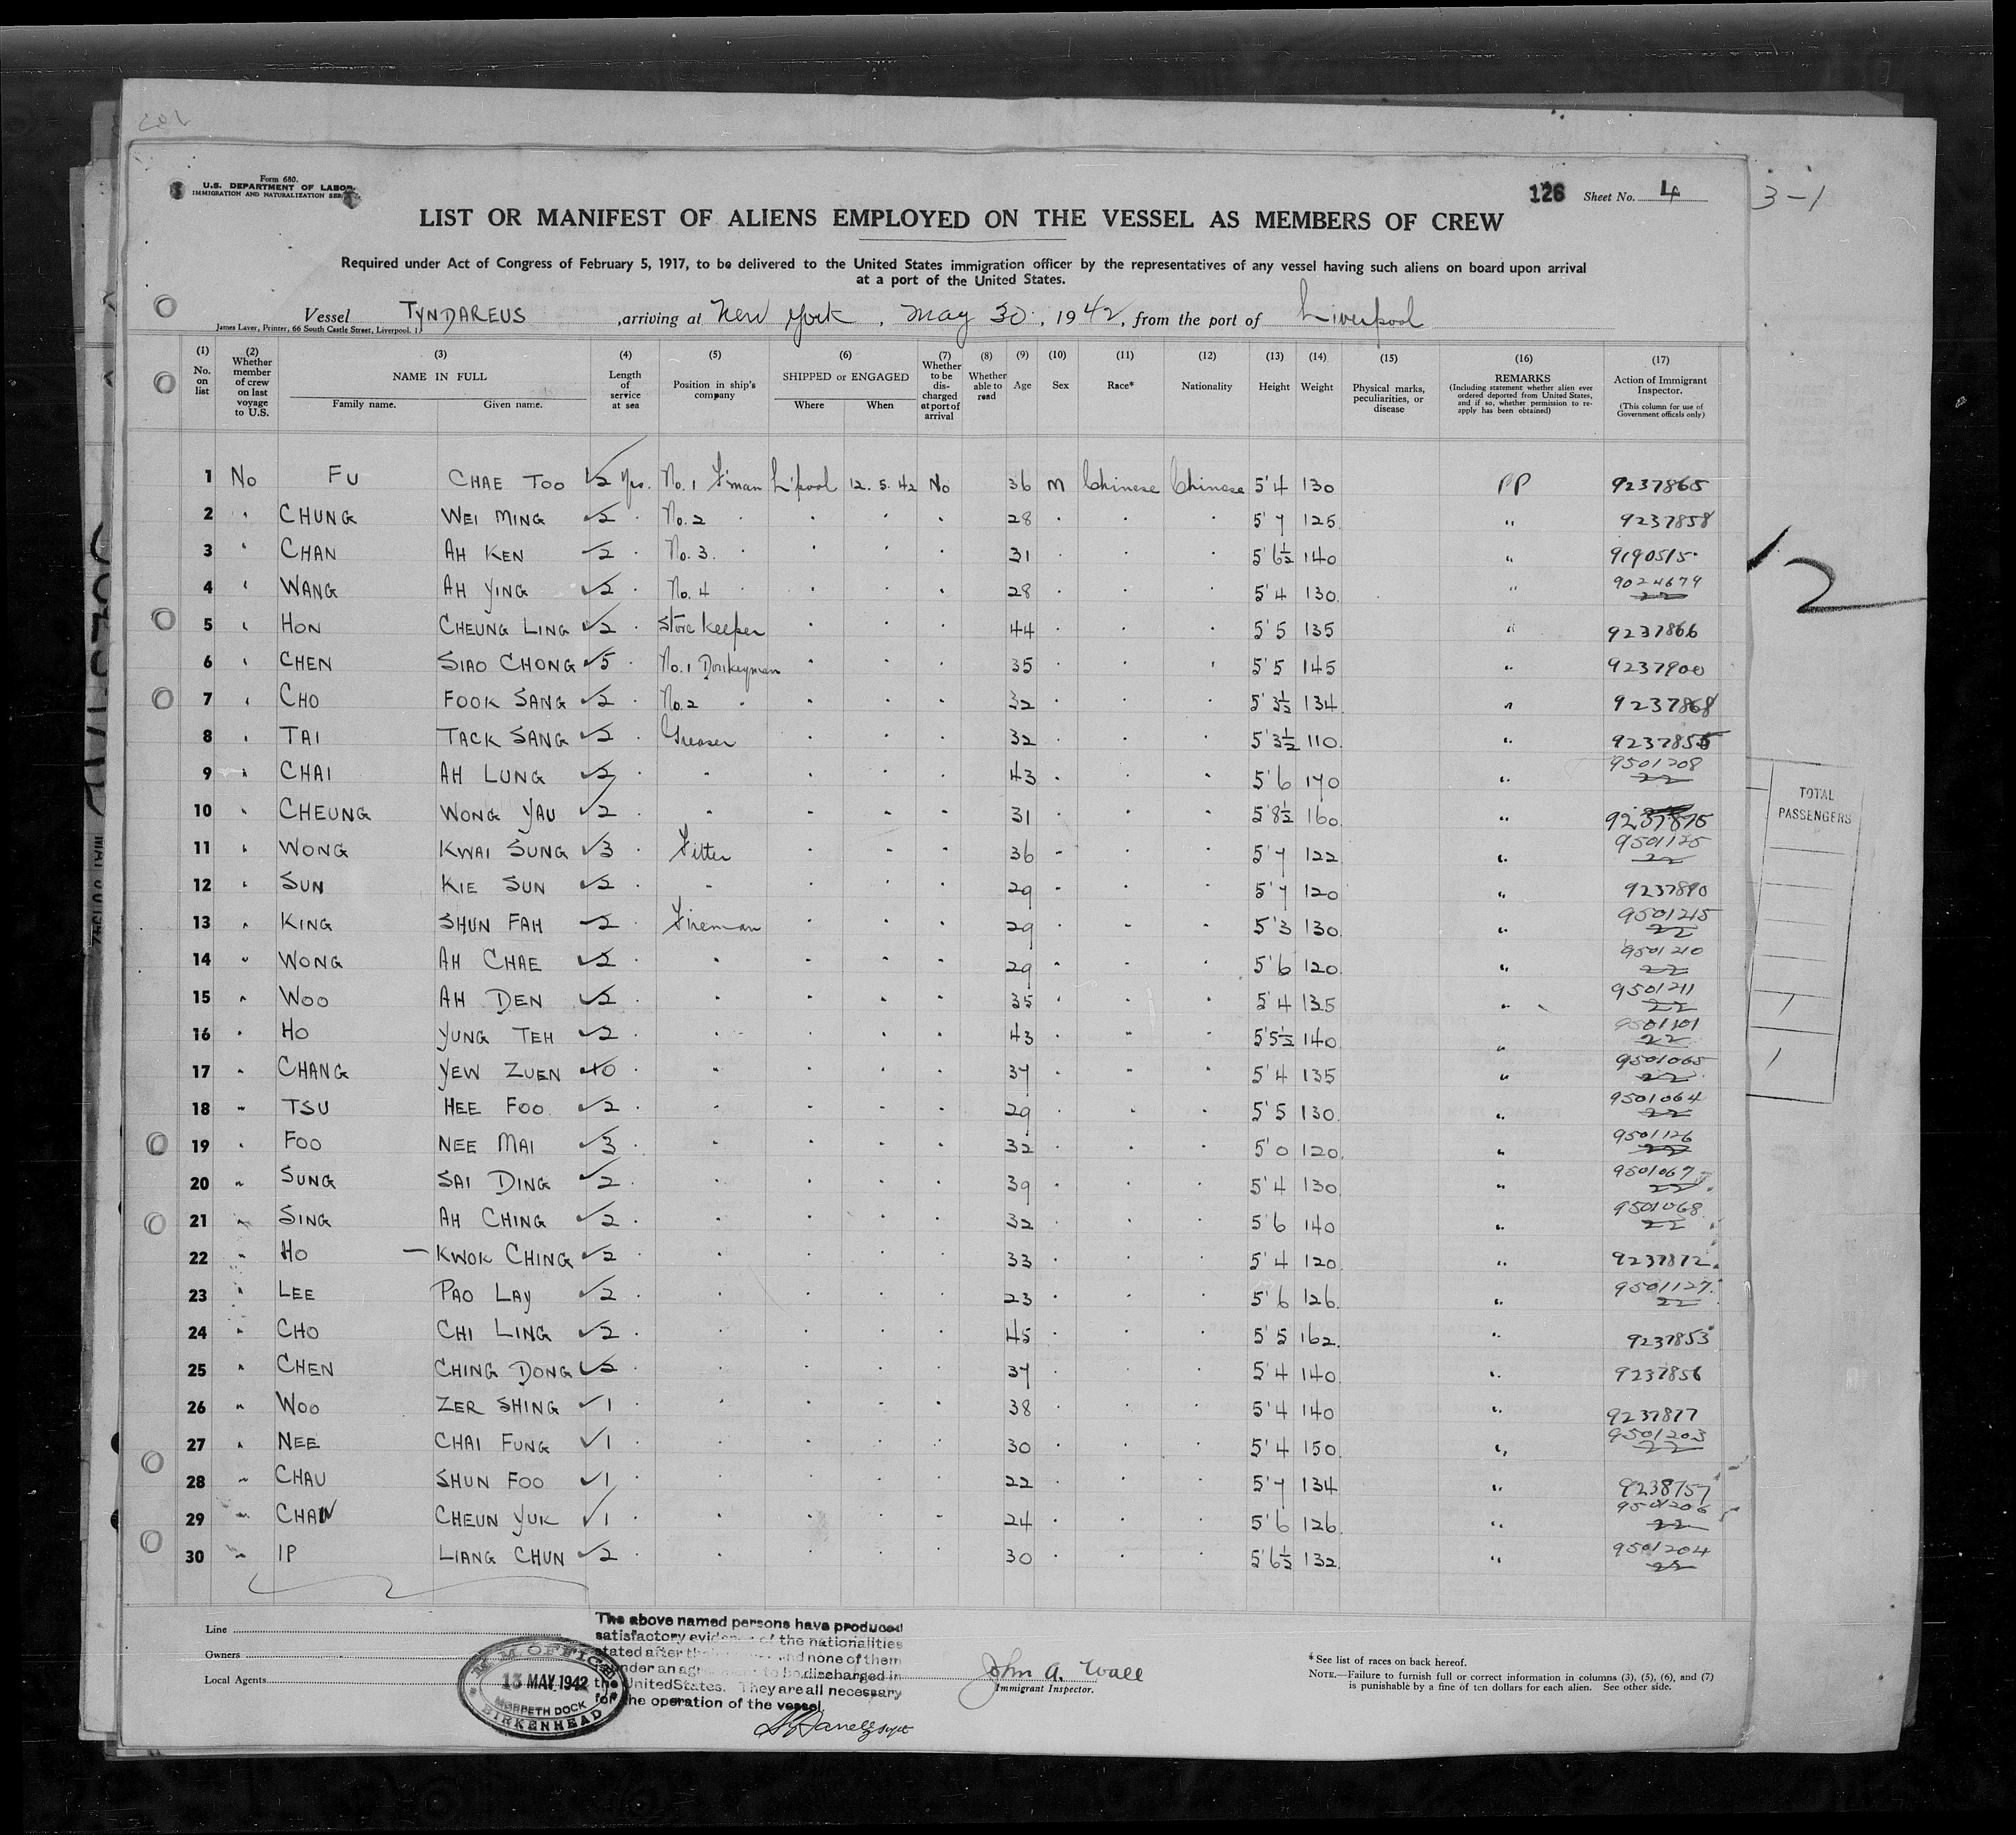 Form 680.
U.S. DEPARTMENT OF LABOR
IMMIGRATION AND NATURALIZATION SER
126 Sheet No. 4
3-1
LIST OR MANIFEST OF ALIENS EMPLOYED ON THE VESSEL AS MEMBERS OF CREW
Required under Act of Congress of February 5, 1917, to be delivered to the United States immigration officer by the representatives of any vessel having such aliens on board upon arrival
at a port of the United States.
Vessel TYNDAREUS, arriving at New York, May 30, 1942, from the port of Liverpool
James Laver, Printer, 66 South Castle Street, Liverpool, 1.
(1) No. on list (2) Whether member of crew on last voyage to U.S. (3) NAME IN FULL Family name. Given name. (4) Length of service at sea (5) Position in ship's company (6) SHIPPED or ENGAGED Where When (7) Whether to be discharged at port of arrival (8) Whether able to read (9) Age (10) Sex (11) Race* (12) Nationality (13) Height (14) Weight (15) Physical marks, peculiarities, or disease (16) REMARKS (Including statement whether alien ever ordered deported from United States, and if so, whether permission to re-apply has been obtained) (17) Action of Immigrant Inspector. (This column for use of Government officials only)
1 No FU CHAE TOO 2 Yrs. No. 1 F'man L'pool 12.5.42 No 36 M Chinese Chinese 5'4 130 PP 9237865
2 " CHUNG WEI MING 2 " No. 2 " " " " 28 " " " 5'7 125 " 9237858
3 " CHAN AH KEN 2 " No. 3. " " " " 31 " " " 5'6½ 140 " 9190515
4 " WANG AH YING 2 " No. 4 " " " " 28 " " " 5'4 130 " 9024679 22
5 " HON CHEUNG LING 2 " Store Keeper " " " 44 " " " 5'5 135 " 9237866
6 " CHEN SIAO CHONG 5 " No. 1 Donkeyman " " " 35 " " " 5'5 145 " 9237900
7 " CHO FOOK SANG 2 " No. 2 " " " " 32 " " " 5'3½ 134 " 9237868
8 " TAI TACK SANG 2 " Greaser " " " 32 " " " 5'3½ 110 " 9237855
9 " CHAI AH LUNG 2 " " " " " 43 " " " 5'6 170 " 9501208 22
10 " CHEUNG WONG YAU 2 " " " " " 31 " " " 5'8½ 160 " 9237875
11 " WONG KWAI SUNG 3 " Fitter " " " 36 " " " 5'7 122 " 9501125 22
12 " SUN KIE SUN 2 " " " " " 29 " " " 5'7 120 " 9237890
13 " KING SHUN FAH 2 " Fireman " " " 29 " " " 5'3 130 " 9501215 22
14 " WONG AH CHAE 2 " " " " " 29 " " " 5'6 120 " 9501210 22
15 " WOO AH DEN 2 " " " " " 35 " " " 5'4 135 " 9501211 22
16 " HO YUNG TEH 2 " " " " " 43 " " " 5'5½ 140 " 9501101 22
17 " CHANG YEW ZUEN 10 " " " " " 37 " " " 5'4 135 " 9501065 22
18 " TSU HEE FOO 2 " " " " " 29 " " " 5'5 130 " 9501064 22
19 " FOO NEE MAI 3 " " " " " 32 " " " 5'0 120 " 9501126 22
20 " SUNG SAI DING 2 " " " " " 39 " " " 5'4 130 " 9501067 22
21 " SING AH CHING 2 " " " " " 32 " " " 5'6 140 " 9501068 22
22 " HO — KWOK CHING 2 " " " " " 33 " " " 5'4 120 " 9237872
23 " LEE PAO LAY 2 " " " " " 23 " " " 5'6 126 " 9501127 22
24 " CHO CHI LING 2 " " " " " 45 " " " 5'5 162 " 9237853
25 " CHEN CHING DONG 2 " " " " 37 " " " 5'4 140 " 9237856
26 " WOO ZER SHING 1 " " " " " 38 " " " 5'4 140 " 9237877
27 " NEE CHAI FUNG 1 " " " " " 30 " " " 5'4 150 " 9501203 22
28 " CHAU SHUN FOO 1 " " " " " 22 " " " 5'7 134 " 9238757
29 " CHAN CHEUN YUK 1 " " " " " 24 " " " 5'6 126 " 9501206 22
30 " IP LIANG CHUN 2 " " " " " 30 " " " 5'6½ 132 " 9501204 22
12
TOTAL
PASSENGERS
Line
Owners
Local Agents
The above named persons have produced
satisfactory evidence of the nationalities
stated after their and none of them
is under an agreement to be discharged in
the United States. They are all necessary
for the operation of the vessel.
M.M. OFFICE
13 MAY 1942
MORPETH DOCK
BIRKENHEAD
John A. Wall
Immigrant Inspector.
* See list of races on back hereof.
NOTE.—Failure to furnish full or correct information in columns (3), (5), (6), and (7)
is punishable by a fine of ten dollars for each alien. See other side.